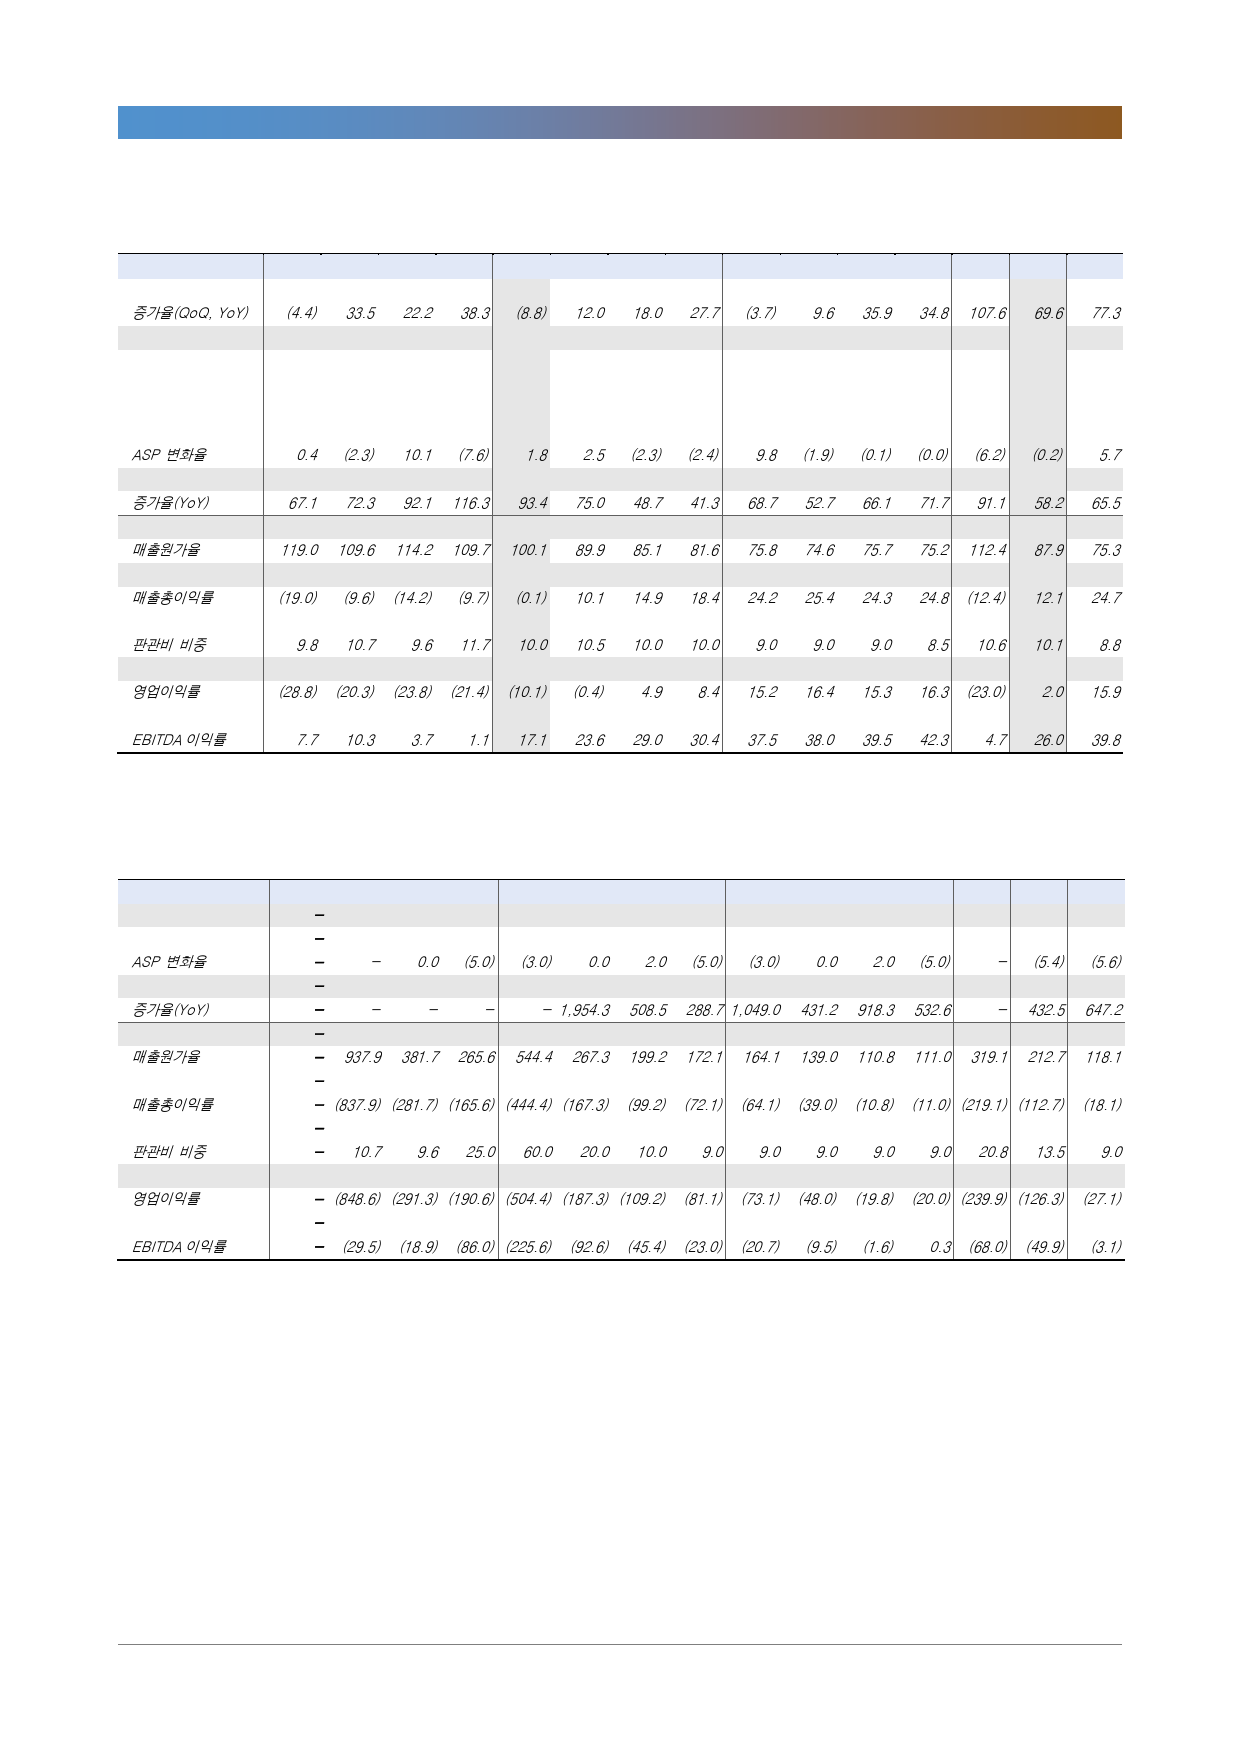 증가율(QoQ, YoY) (4.4) 33.5 22.2 38.3 (8.8) 12.0 18.0 27.7 (3.7) 9.6 35.9 34.8 107.6 69.6 77.3
ASP 변화율 0.4 (2.3) 10.1 (7.6) 1.8 2.5 (2.3) (2.4) 9.8 (1.9) (0.1) (0.0) (6.2) (0.2) 5.7
증가율(YoY) 67.1 72.3 92.1 116.3 93.4 75.0 48.7 41.3 68.7 52.7 66.1 71.7 91.1 58.2 65.5
매출원가율 119.0 109.6 114.2 109.7 100.1 89.9 85.1 81.6 75.8 74.6 75.7 75.2 112.4 87.9 75.3
매출총이익률 (19.0) (9.6) (14.2) (9.7) (0.1) 10.1 14.9 18.4 24.2 25.4 24.3 24.8 (12.4) 12.1 24.7
판관비 비중 9.8 10.7 9.6 11.7 10.0 10.5 10.0 10.0 9.0 9.0 9.0 8.5 10.6 10.1 8.8
영업이익률 (28.8) (20.3) (23.8) (21.4) (10.1) (0.4) 4.9 8.4 15.2 16.4 15.3 16.3 (23.0) 2.0 15.9
EBITDA 이익률 7.7 10.3 3.7 1.1 17.1 23.6 29.0 30.4 37.5 38.0 39.5 42.3 4.7 26.0 39.8
–
–
ASP 변화율 – – 0.0 (5.0) (3.0) 0.0 2.0 (5.0) (3.0) 0.0 2.0 (5.0) – (5.4) (5.6)
–
증가율(YoY) – – – – – 1,954.3 508.5 288.7 1,049.0 431.2 918.3 532.6 – 432.5 647.2
–
매출원가율 – 937.9 381.7 265.6 544.4 267.3 199.2 172.1 164.1 139.0 110.8 111.0 319.1 212.7 118.1
–
매출총이익률 – (837.9) (281.7) (165.6) (444.4) (167.3) (99.2) (72.1) (64.1) (39.0) (10.8) (11.0) (219.1) (112.7) (18.1)
–
판관비 비중 – 10.7 9.6 25.0 60.0 20.0 10.0 9.0 9.0 9.0 9.0 9.0 20.8 13.5 9.0
영업이익률 – (848.6) (291.3) (190.6) (504.4) (187.3) (109.2) (81.1) (73.1) (48.0) (19.8) (20.0) (239.9) (126.3) (27.1)
–
EBITDA 이익률 – (29.5) (18.9) (86.0) (225.6) (92.6) (45.4) (23.0) (20.7) (9.5) (1.6) 0.3 (68.0) (49.9) (3.1)